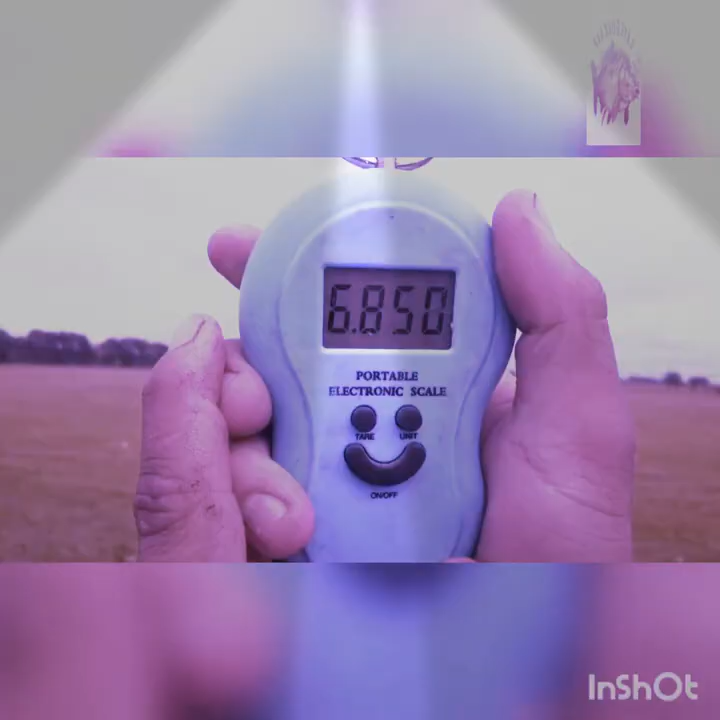 6.850
PORTABLE
ELECTRONIC SCALE
TARE UNIT
ON/OFF
InShOt